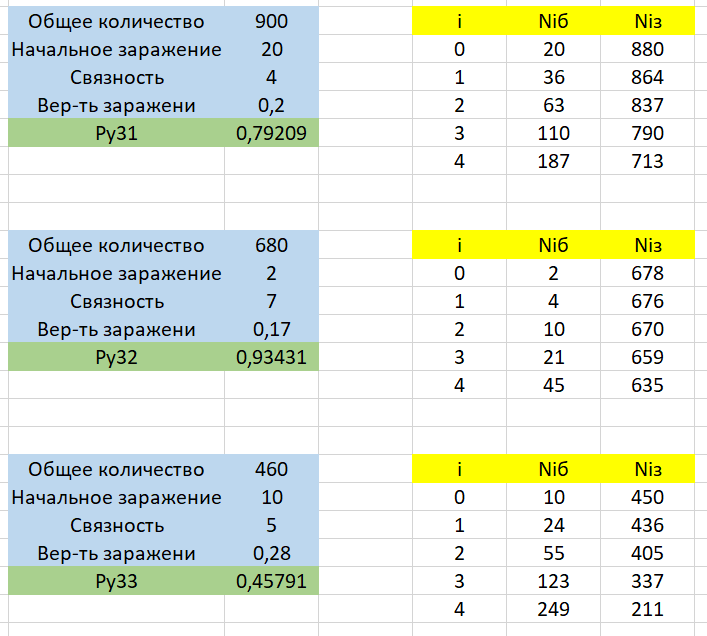 Общее количество 900 i Niб Niз
Начальное заражение 20 0 20 880
Связность 4 1 36 864
Вер-ть заражени 0,2 2 63 837
Ру31 0,79209 3 110 790
4 187 713
Общее количество 680 i Niб Niз
Начальное заражение 2 0 2 678
Связность 7 1 4 676
Вер-ть заражени 0,17 2 10 670
Ру32 0,93431 3 21 659
4 45 635
Общее количество 460 i Niб Niз
Начальное заражение 10 0 10 450
Связность 5 1 24 436
Вер-ть заражени 0,28 2 55 405
Ру33 0,45791 3 123 337
4 249 211